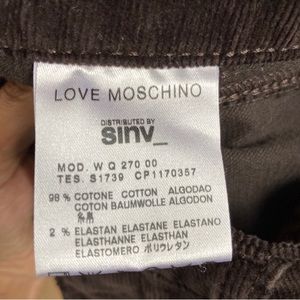 LOVE MOSCHINO
DISTRIBUTED BY
sinv_
MOD. W Q 270 00
TES. S1739 CP1170357
98 % COTONE COTTON ALGODAO
COTON BAUMWOLLE ALGODON
2 % ELASTAN ELASTANE ELASTANO
ELASTHANNE ELASTHAN
ELASTOMERO ポリウレタン